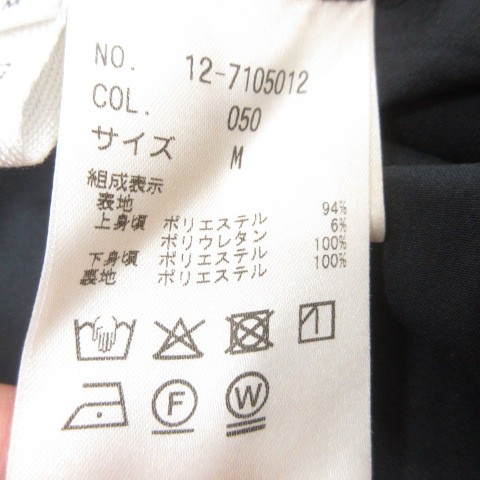 NO. 12-7105012
COL. 050
サイズ M
組成表示
表地
上身頃 ポリエステル 94%
ポリウレタン 6%
下身頃 ポリエステル 100%
裏地 ポリエステル 100%
F
W